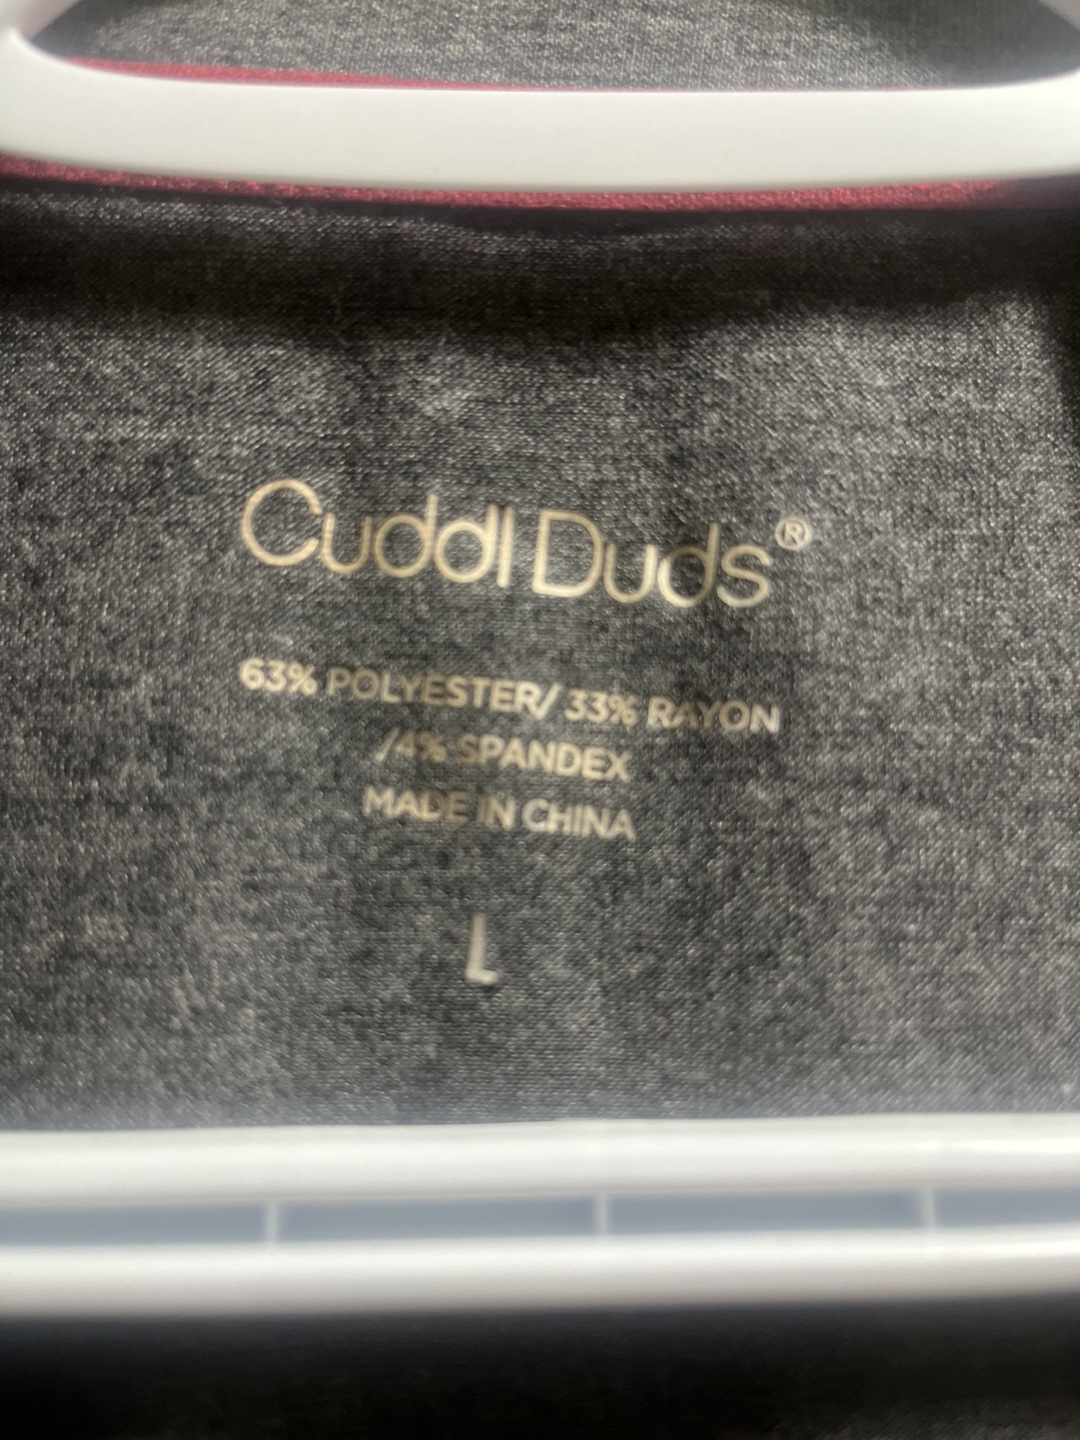 Cuddl Duds®
63% POLYESTER/ 33% RAYON
/4% SPANDEX
MADE IN CHINA
L